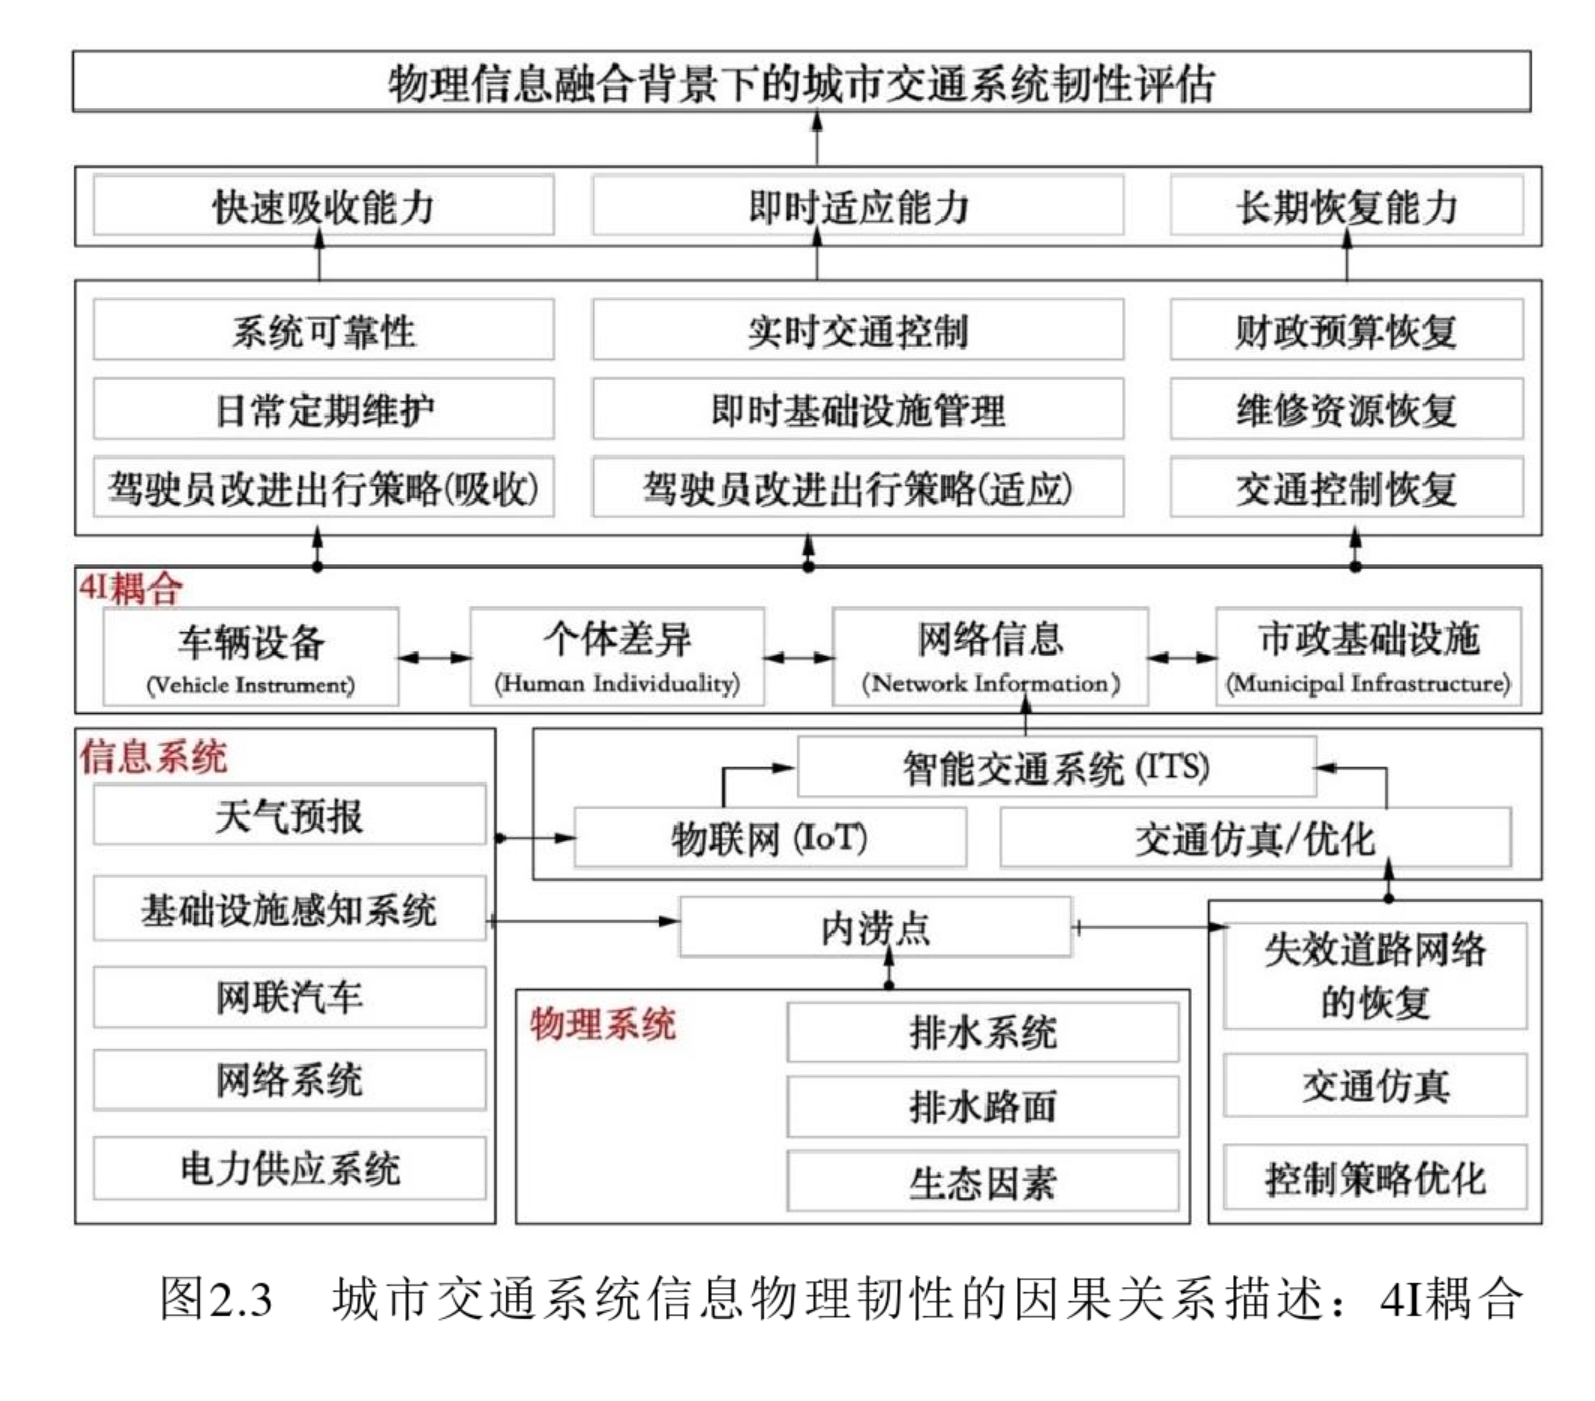 物理信息融合背景下的城市交通系统韧性评估
快速吸收能力
即时适应能力
长期恢复能力
系统可靠性
实时交通控制
财政预算恢复
日常定期维护
即时基础设施管理
维修资源恢复
驾驶员改进出行策略(吸收)
驾驶员改进出行策略(适应)
交通控制恢复
4I耦合
车辆设备
(Vehicle Instrument)
个体差异
(Human Individuality)
网络信息
(Network Information)
市政基础设施
(Municipal Infrastructure)
信息系统
天气预报
基础设施感知系统
网联汽车
网络系统
电力供应系统
智能交通系统 (ITS)
物联网 (IoT)
交通仿真/优化
内涝点
物理系统
排水系统
排水路面
生态因素
失效道路网络
的恢复
交通仿真
控制策略优化
图2.3 城市交通系统信息物理韧性的因果关系描述：4I耦合